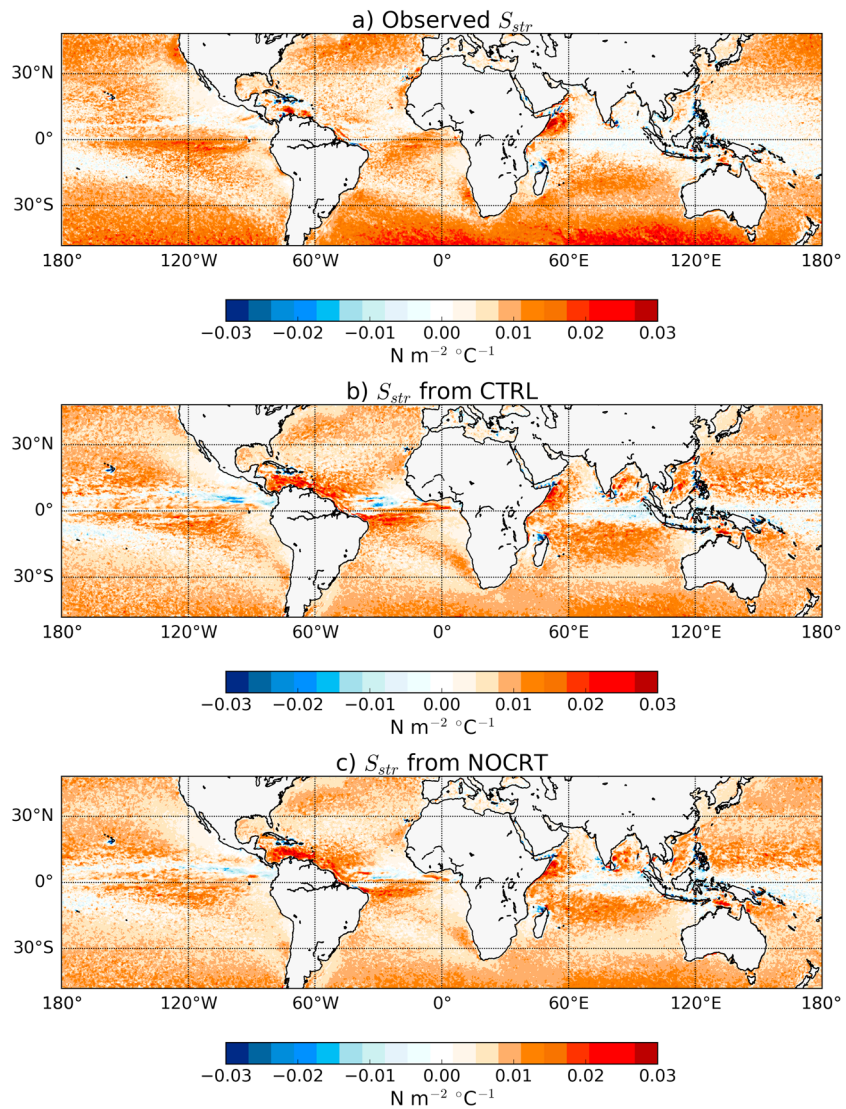 a) Observed S_str
30°N
0°
30°S
180° 120°W 60°W 0° 60°E 120°E 180°
−0.03 −0.02 −0.01 0.00 0.01 0.02 0.03
N m⁻² °C⁻¹
b) S_str from CTRL
30°N
0°
30°S
180° 120°W 60°W 0° 60°E 120°E 180°
−0.03 −0.02 −0.01 0.00 0.01 0.02 0.03
N m⁻² °C⁻¹
c) S_str from NOCRT
30°N
0°
30°S
180° 120°W 60°W 0° 60°E 120°E 180°
−0.03 −0.02 −0.01 0.00 0.01 0.02 0.03
N m⁻² °C⁻¹